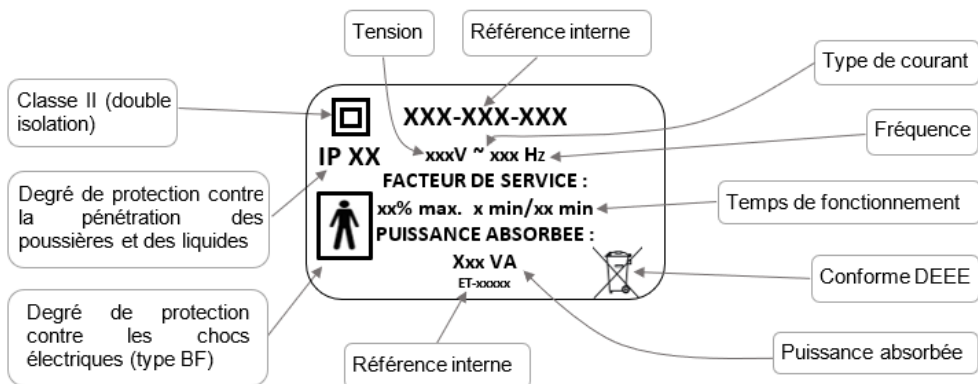 Tension
Référence interne
Type de courant
Classe II (double
isolation)
XXX-XXX-XXX
Fréquence
IP XX
xxxV ~ xxx Hz
FACTEUR DE SERVICE :
Degré de protection contre
la pénétration des
poussières et des liquides
xx% max. x min/xx min
Temps de fonctionnement
PUISSANCE ABSORBEE :
Xxx VA
ET-xxxxx
Conforme DEEE
Degré de protection
contre les chocs
électriques (type BF)
Référence interne
Puissance absorbée